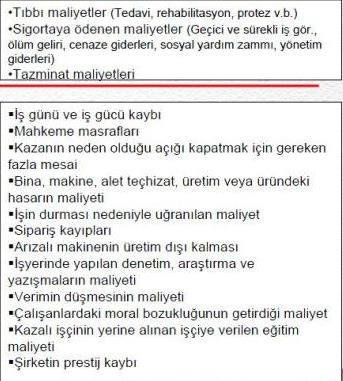 •Tıbbı maliyetler (Tedavi, rehabilitasyon, protez v.b.)
•Sigortaya ödenen maliyetler (Geçici ve sürekli iş gör.,
ölüm geliri, cenaze giderleri, sosyal yardım zammı, yönetim
giderleri)
•Tazminat maliyetleri
▪İş günü ve iş gücü kaybı
▪Mahkeme masrafları
▪Kazanın neden olduğu açığı kapatmak için gereken
fazla mesai
▪Bina, makine, alet teçhizat, üretim veya üründeki
hasarın maliyeti
▪İşin durması nedeniyle uğranılan maliyet
▪Sipariş kayıpları
▪Arızalı makinenin üretim dışı kalması
▪İşyerinde yapılan denetim, araştırma ve
yazışmaların maliyeti
▪Verimin düşmesinin maliyeti
▪Çalışanlardaki moral bozukluğunun getirdiği maliyet
▪Kazalı işçinin yerine alınan işçiye verilen eğitim
maliyeti
▪Şirketin prestij kaybı